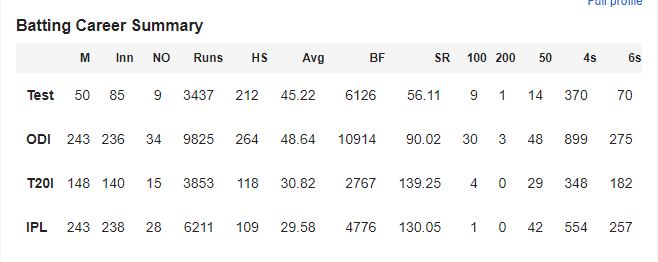 Full profile
Batting Career Summary
M Inn NO Runs HS Avg BF SR 100 200 50 4s 6s
Test 50 85 9 3437 212 45.22 6126 56.11 9 1 14 370 70
ODI 243 236 34 9825 264 48.64 10914 90.02 30 3 48 899 275
T20I 148 140 15 3853 118 30.82 2767 139.25 4 0 29 348 182
IPL 243 238 28 6211 109 29.58 4776 130.05 1 0 42 554 257